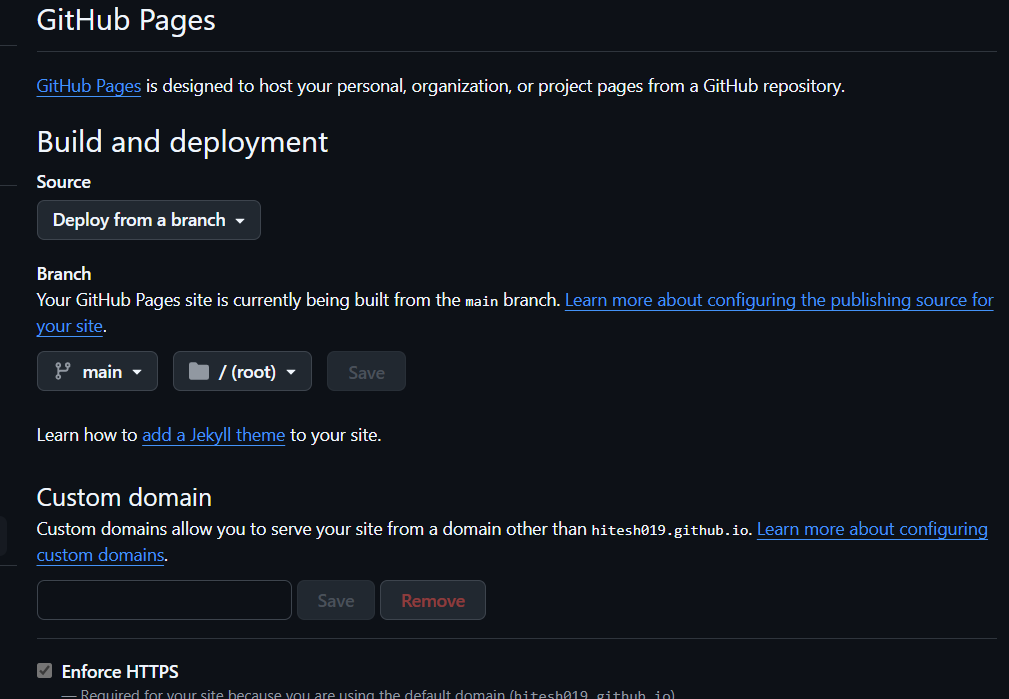 GitHub Pages
GitHub Pages is designed to host your personal, organization, or project pages from a GitHub repository.
Build and deployment
Source
Deploy from a branch
Branch
Your GitHub Pages site is currently being built from the main branch. Learn more about configuring the publishing source for
your site.
main / (root) Save
Learn how to add a Jekyll theme to your site.
Custom domain
Custom domains allow you to serve your site from a domain other than hitesh019.github.io. Learn more about configuring
custom domains.
Save Remove
Enforce HTTPS
— Required for your site because you are using the default domain (hitesh019.github.io)